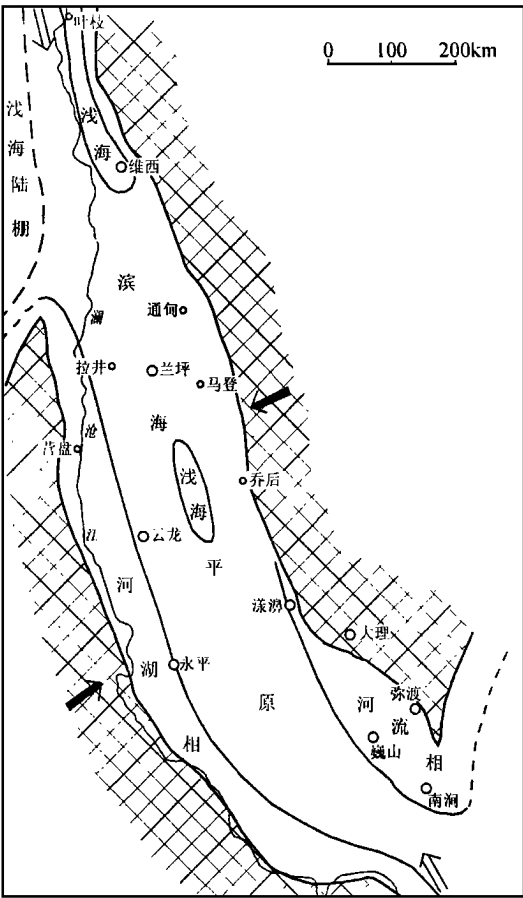 叶枝
0 100 200km
浅海陆棚
浅海
维西
滨海平原
通甸
澜沧江
拉井
兰坪
马登
营盘
浅海
乔后
云龙
漾濞
大理
河湖相
永平
弥渡
河流相
巍山
南涧